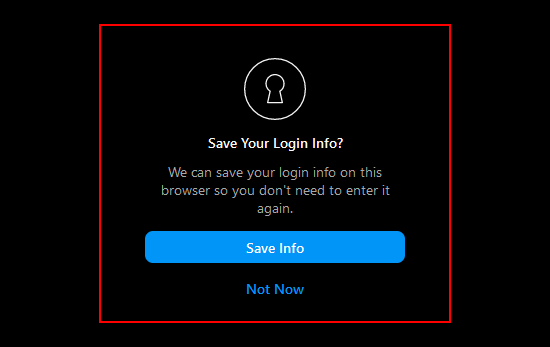 Save Your Login Info?
We can save your login info on this
browser so you don't need to enter it
again.
Save Info
Not Now